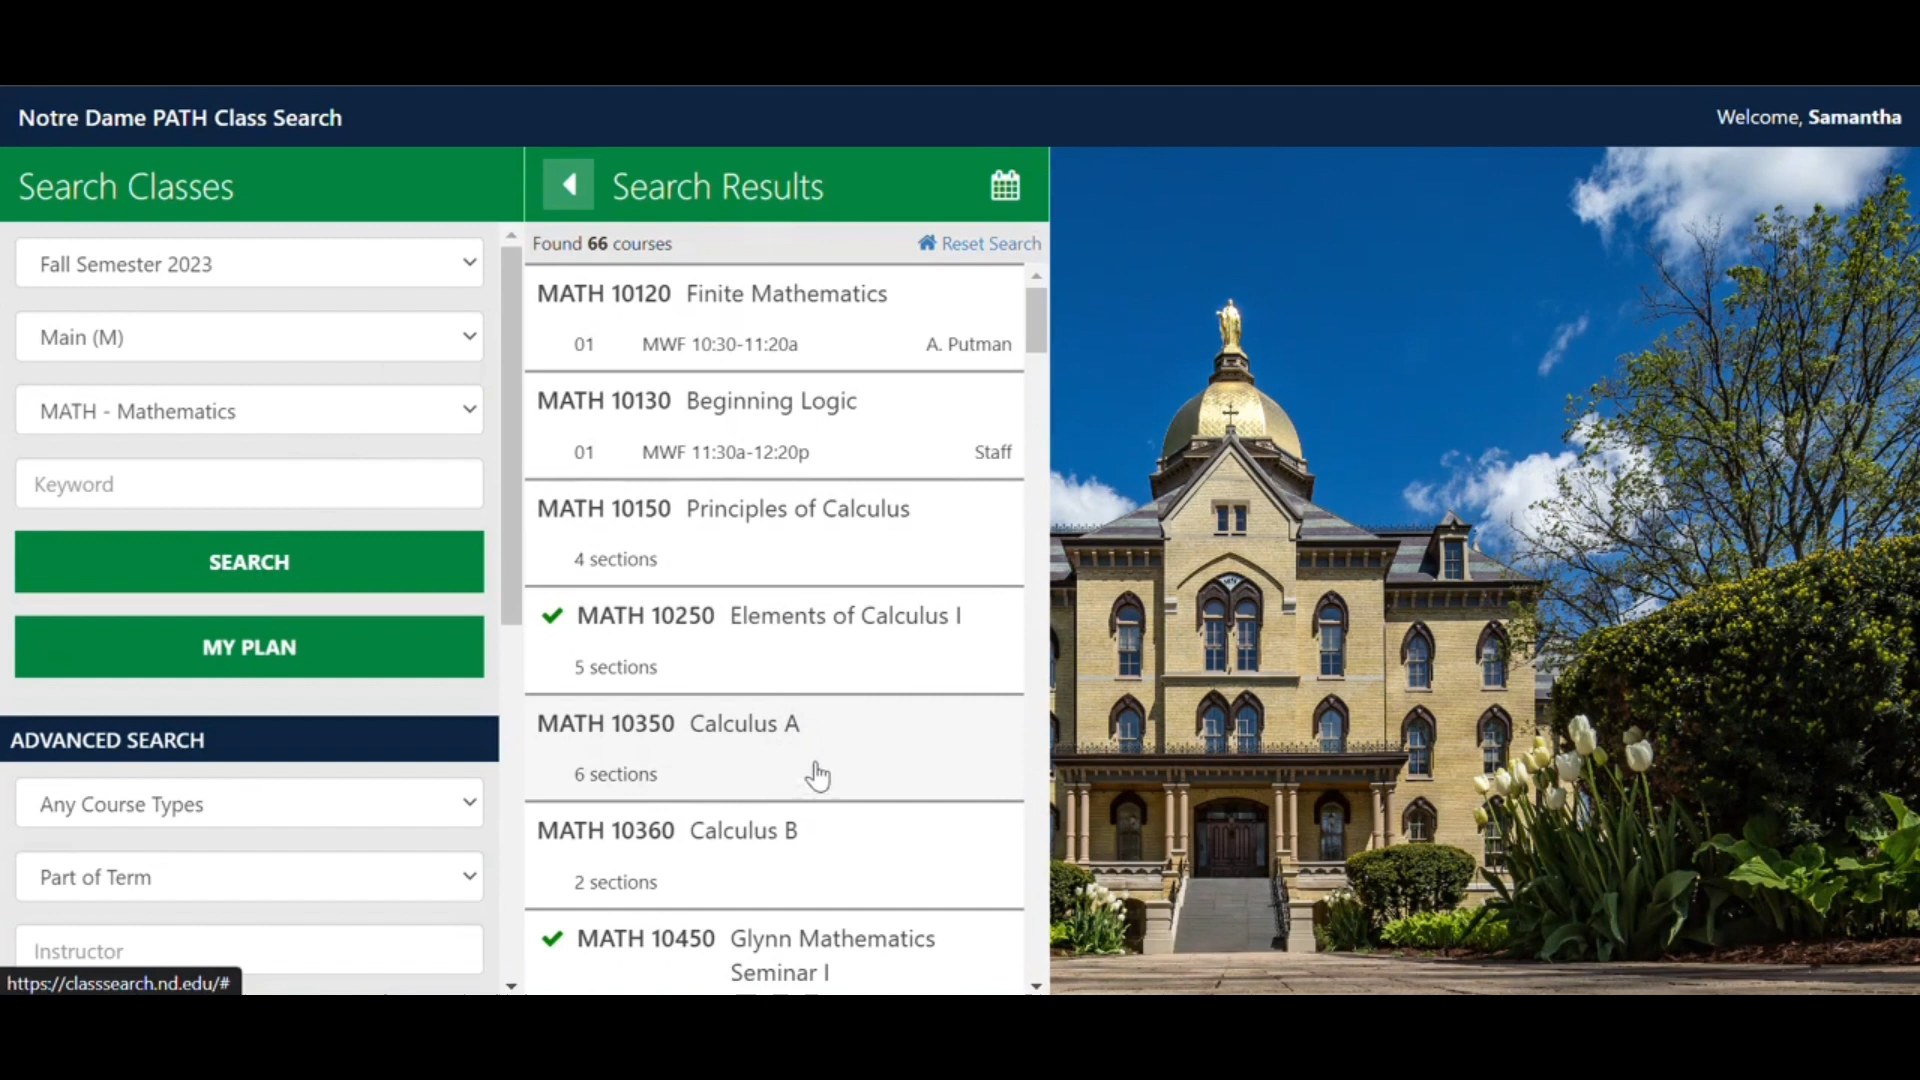 Notre Dame PATH Class Search
Welcome, Samantha
Search Classes
Fall Semester 2023
Main (M)
MATH - Mathematics
Keyword
SEARCH
MY PLAN
ADVANCED SEARCH
Any Course Types
Part of Term
Instructor
https://classsearch.nd.edu/#
Search Results
Found 66 courses
Reset Search
MATH 10120 Finite Mathematics
01 MWF 10:30-11:20a A. Putman
MATH 10130 Beginning Logic
01 MWF 11:30a-12:20p Staff
MATH 10150 Principles of Calculus
4 sections
MATH 10250 Elements of Calculus I
5 sections
MATH 10350 Calculus A
6 sections
MATH 10360 Calculus B
2 sections
MATH 10450 Glynn Mathematics
Seminar I